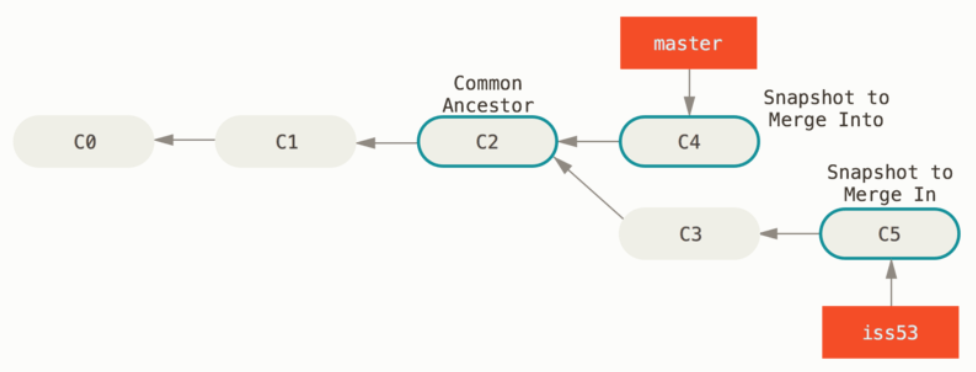 master
Common
Ancestor
Snapshot to
Merge Into
C0
C1
C2
C4
Snapshot to
Merge In
C3
C5
iss53